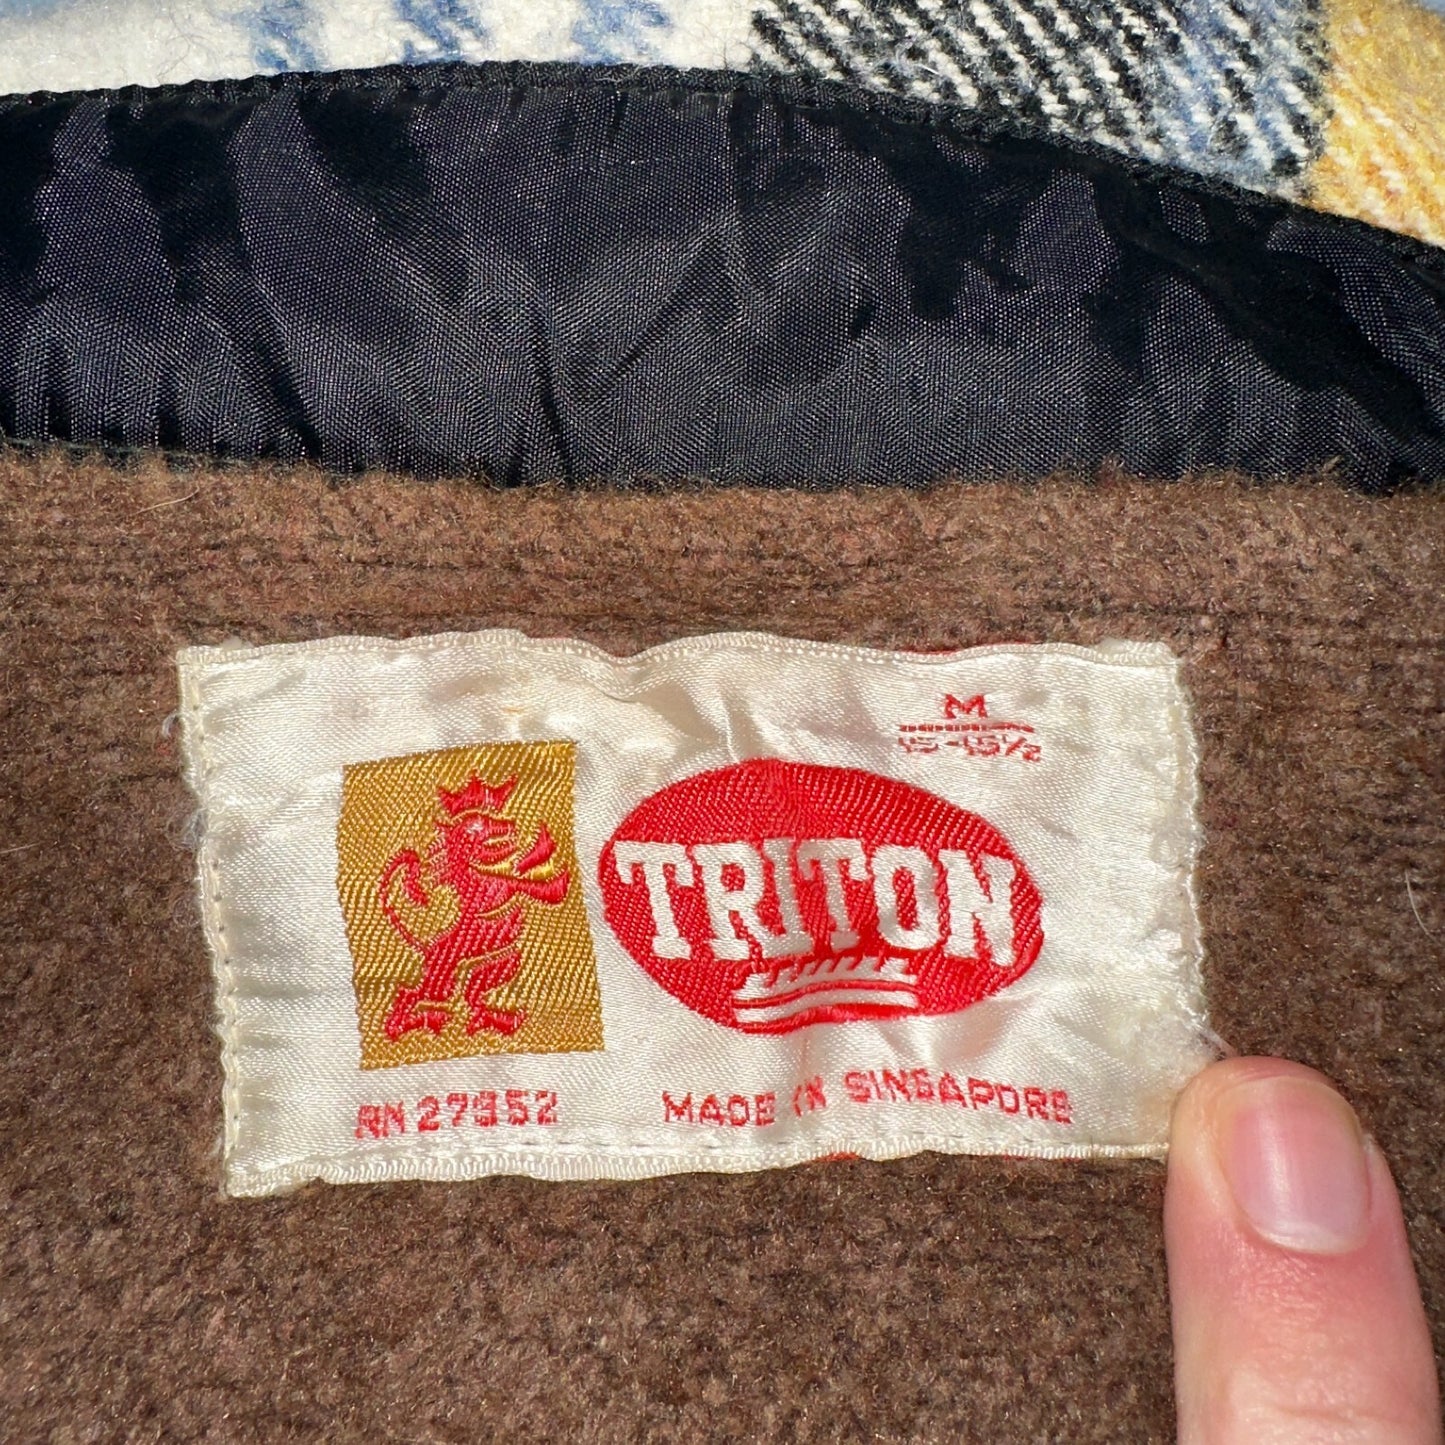 M
15-15½
TRITON
RN 27952
MADE IN SINGAPORE